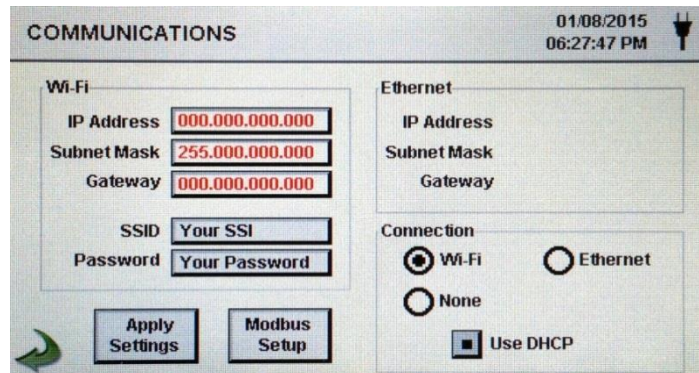 COMMUNICATIONS
01/08/2015
06:27:47 PM
Wi-Fi
IP Address 000.000.000.000
Subnet Mask 255.000.000.000
Gateway 000.000.000.000
SSID Your SSI
Password Your Password
Apply
Settings
Modbus
Setup
Ethernet
IP Address
Subnet Mask
Gateway
Connection
Wi-Fi Ethernet
None
Use DHCP